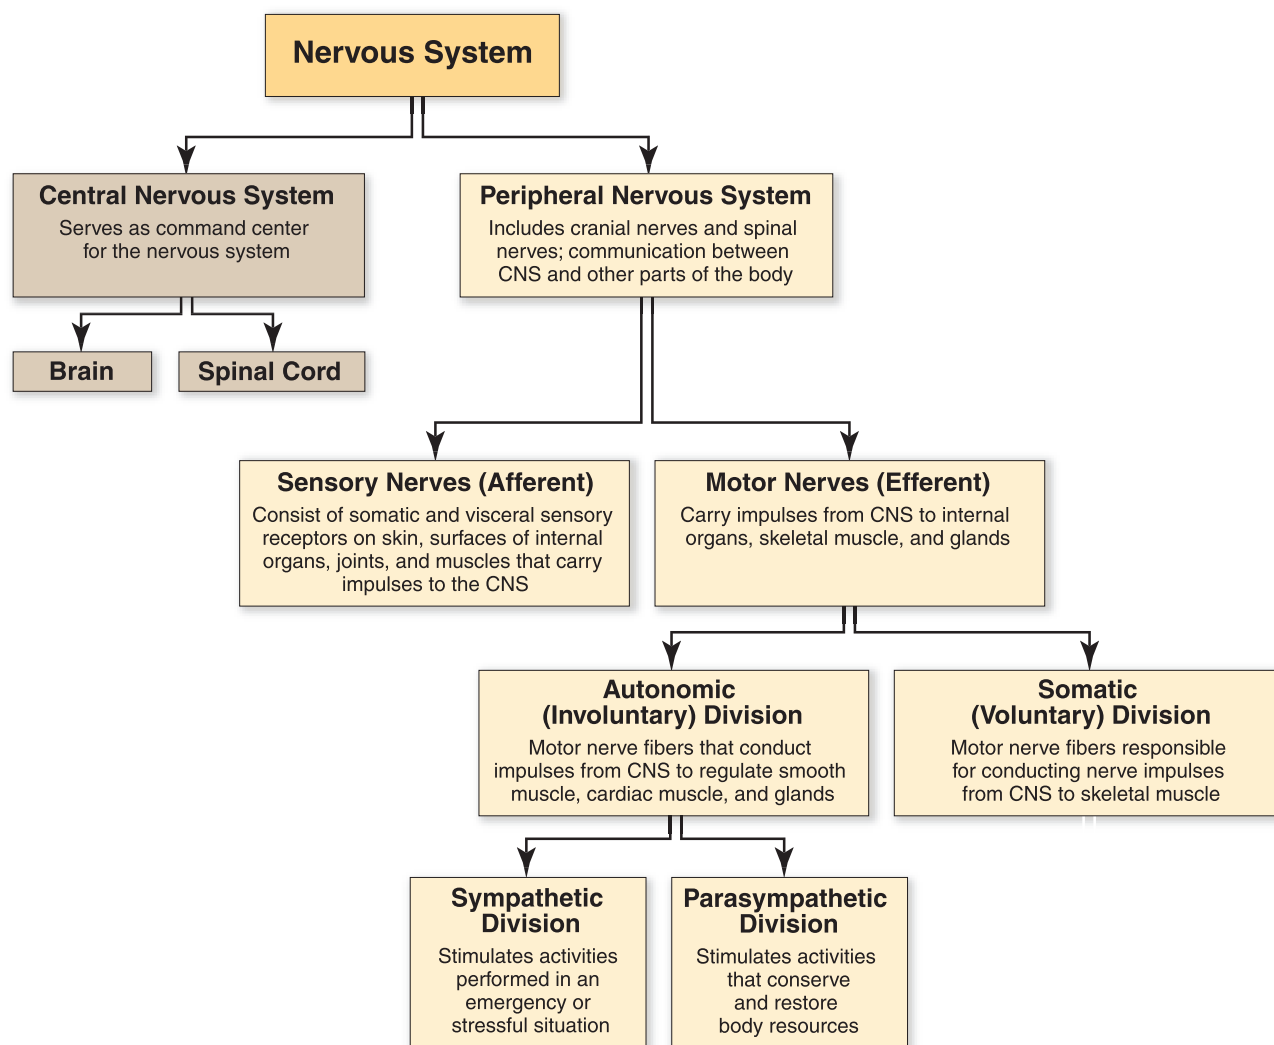 Nervous System
Central Nervous System
Serves as command center
for the nervous system
Peripheral Nervous System
Includes cranial nerves and spinal
nerves; communication between
CNS and other parts of the body
Brain
Spinal Cord
Sensory Nerves (Afferent)
Consist of somatic and visceral sensory
receptors on skin, surfaces of internal
organs, joints, and muscles that carry
impulses to the CNS
Motor Nerves (Efferent)
Carry impulses from CNS to internal
organs, skeletal muscle, and glands
Autonomic
(Involuntary) Division
Motor nerve fibers that conduct
impulses from CNS to regulate smooth
muscle, cardiac muscle, and glands
Somatic
(Voluntary) Division
Motor nerve fibers responsible
for conducting nerve impulses
from CNS to skeletal muscle
Sympathetic
Division
Stimulates activities
performed in an
emergency or
stressful situation
Parasympathetic
Division
Stimulates activities
that conserve
and restore
body resources